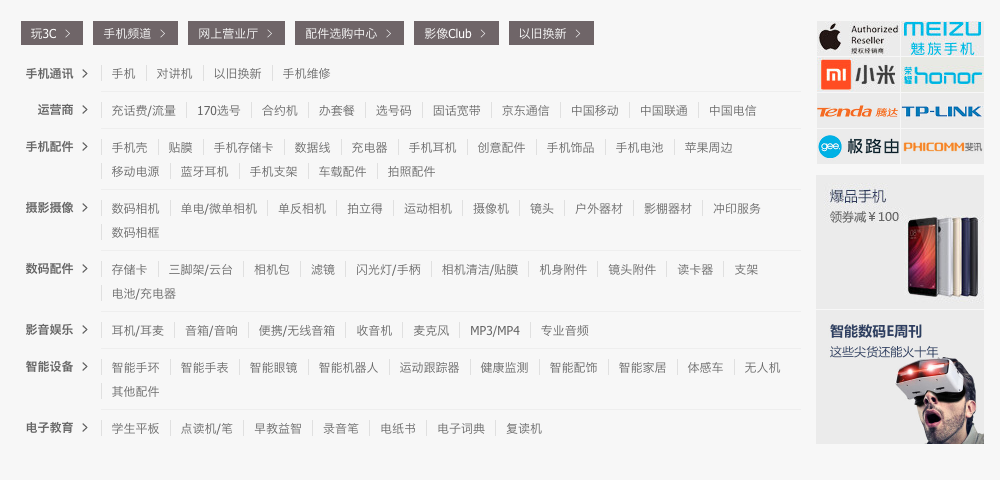 玩3C > 手机频道 > 网上营业厅 > 配件选购中心 > 影像Club > 以旧换新 >
手机通讯 > 手机 对讲机 以旧换新 手机维修
运营商 > 充话费/流量 170选号 合约机 办套餐 选号码 固话宽带 京东通信 中国移动 中国联通 中国电信
手机配件 > 手机壳 贴膜 手机存储卡 数据线 充电器 手机耳机 创意配件 手机饰品 手机电池 苹果周边
移动电源 蓝牙耳机 手机支架 车载配件 拍照配件
摄影摄像 > 数码相机 单电/微单相机 单反相机 拍立得 运动相机 摄像机 镜头 户外器材 影棚器材 冲印服务
数码相框
数码配件 > 存储卡 三脚架/云台 相机包 滤镜 闪光灯/手柄 相机清洁/贴膜 机身附件 镜头附件 读卡器 支架
电池/充电器
影音娱乐 > 耳机/耳麦 音箱/音响 便携/无线音箱 收音机 麦克风 MP3/MP4 专业音频
智能设备 > 智能手环 智能手表 智能眼镜 智能机器人 运动跟踪器 健康监测 智能配饰 智能家居 体感车 无人机
其他配件
电子教育 > 学生平板 点读机/笔 早教益智 录音笔 电纸书 电子词典 复读机
Authorized
Reseller
授权经销商
MEIZU
魅族手机
mi 小米
荣耀 honor
Tenda 腾达
TP-LINK
gee 极路由
PHICOMM 斐讯
爆品手机
领券减￥100
智能数码E周刊
这些尖货还能火十年